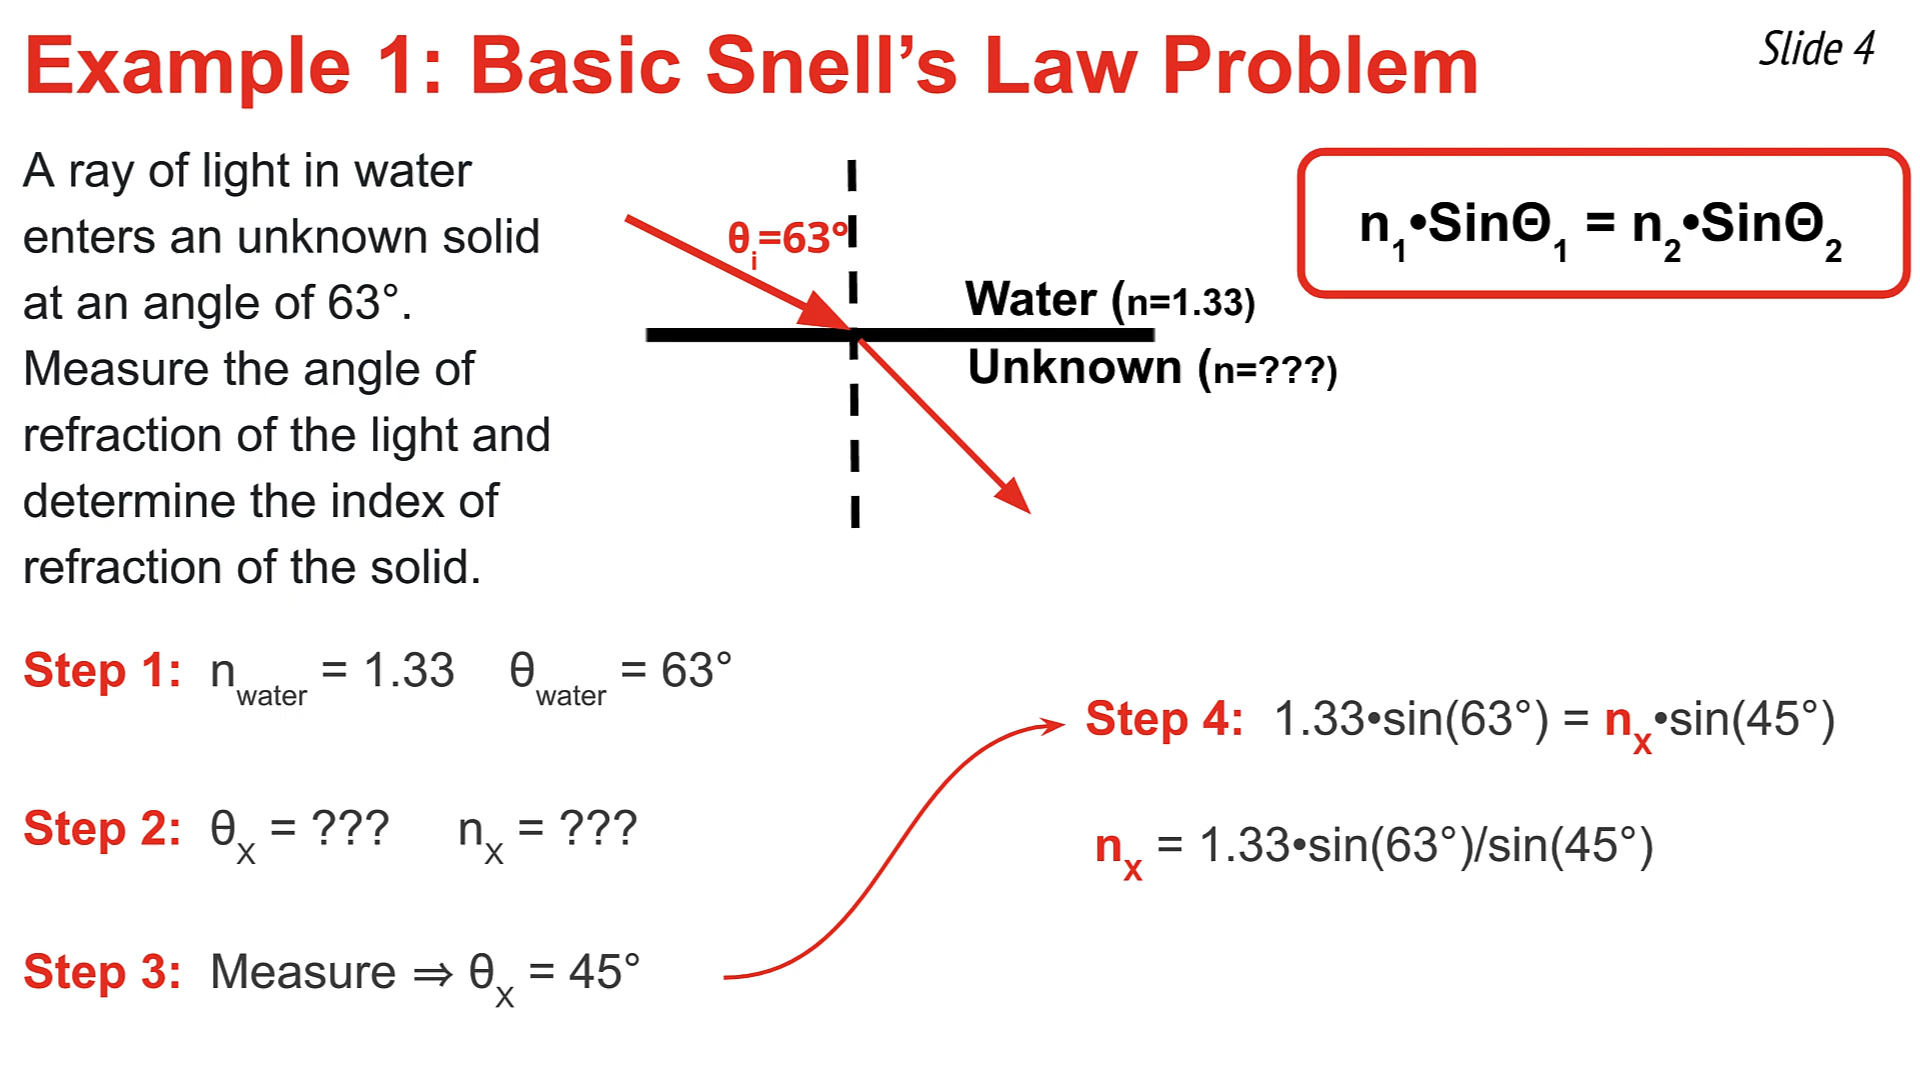 Example 1: Basic Snell’s Law Problem
Slide 4
A ray of light in water
enters an unknown solid
at an angle of 63°.
Measure the angle of
refraction of the light and
determine the index of
refraction of the solid.
θi=63°
Water (n=1.33)
Unknown (n=???)
n1•SinΘ1 = n2•SinΘ2
Step 1: nwater = 1.33 θwater = 63°
Step 2: θX = ??? nX = ???
Step 3: Measure ⇒ θX = 45°
Step 4: 1.33•sin(63°) = nX•sin(45°)
nX = 1.33•sin(63°)/sin(45°)